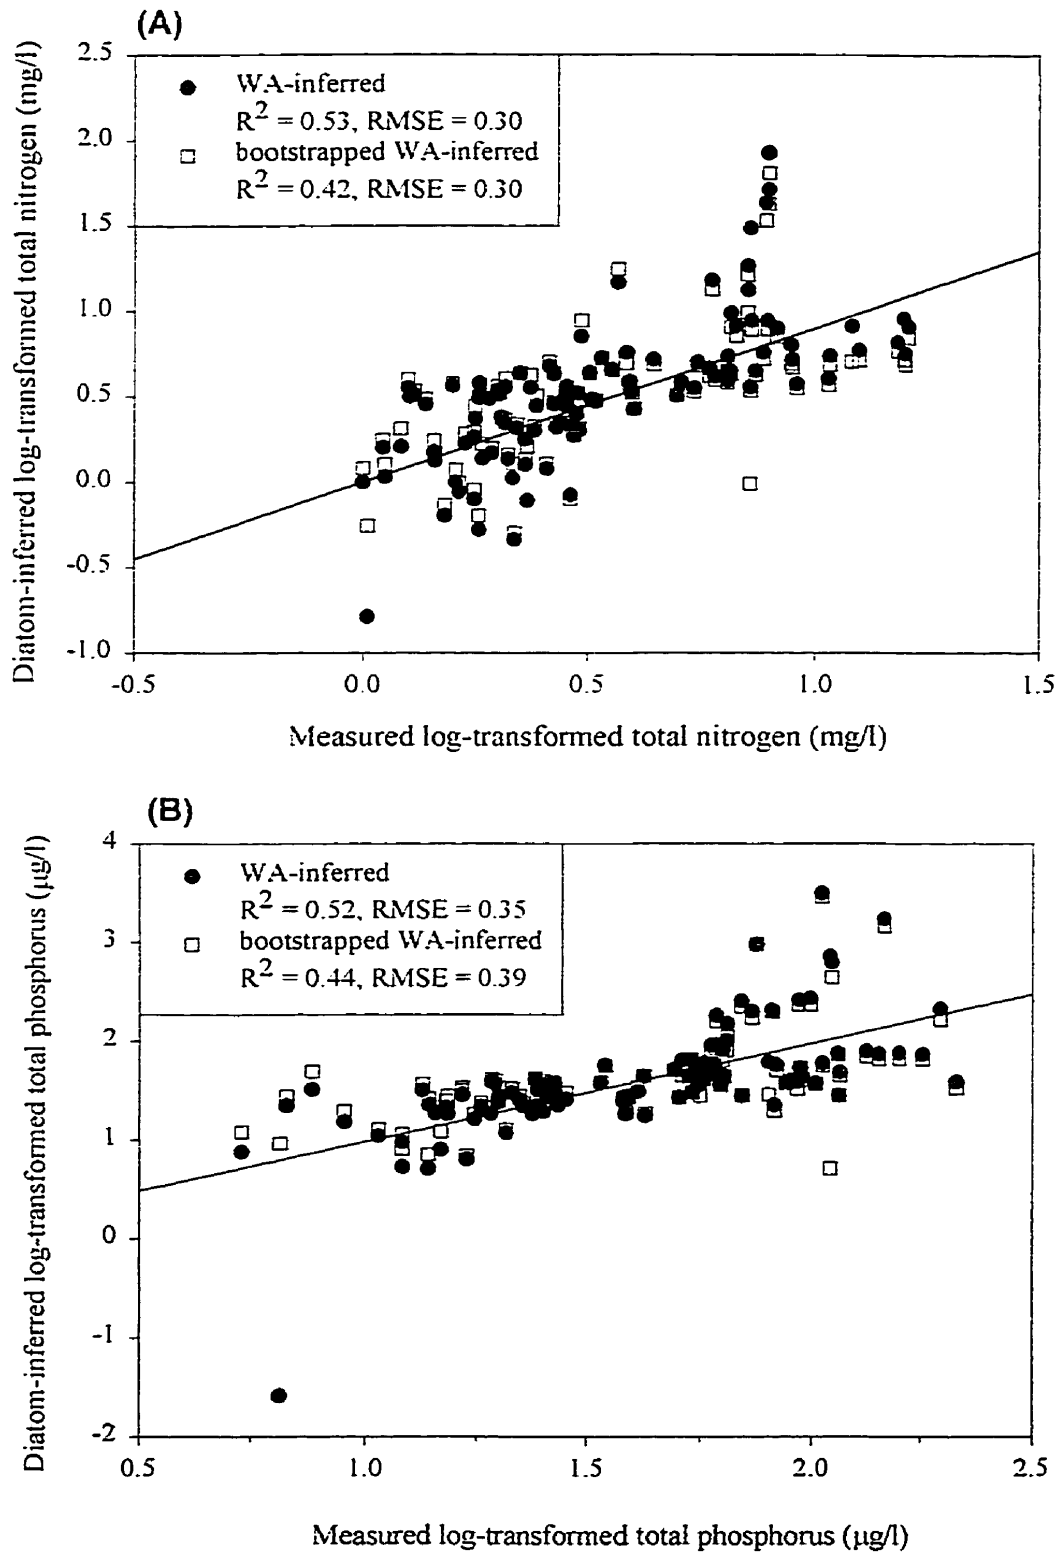 (A)
Diatom-inferred log-transformed total nitrogen (mg/l)
2.5
2.0
1.5
1.0
0.5
0.0
-0.5
-1.0
WA-inferred
R² = 0.53, RMSE = 0.30
bootstrapped WA-inferred
R² = 0.42, RMSE = 0.30
-0.5 0.0 0.5 1.0 1.5
Measured log-transformed total nitrogen (mg/l)
(B)
Diatom-inferred log-transformed total phosphorus (µg/l)
4
3
2
1
0
-1
-2
WA-inferred
R² = 0.52, RMSE = 0.35
bootstrapped WA-inferred
R² = 0.44, RMSE = 0.39
0.5 1.0 1.5 2.0 2.5
Measured log-transformed total phosphorus (µg/l)